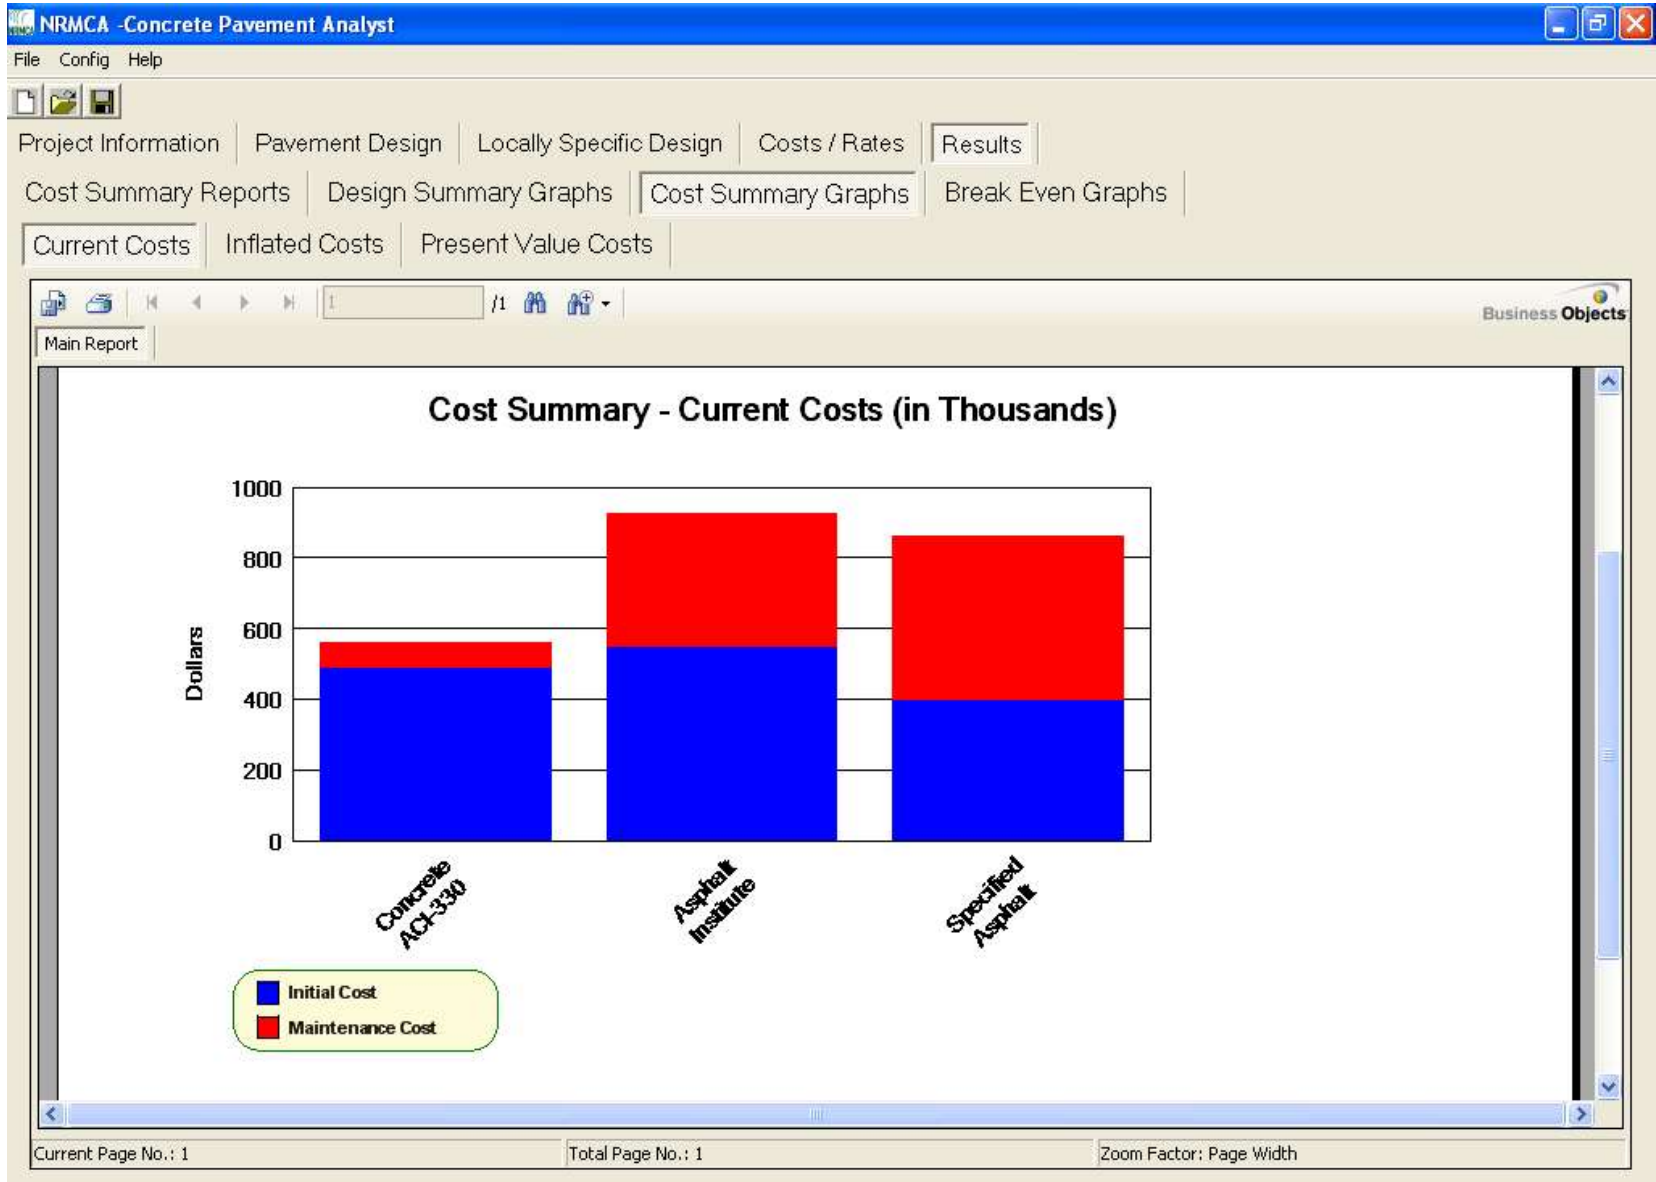 NRMCA -Concrete Pavement Analyst
File Config Help
Project Information Pavement Design Locally Specific Design Costs / Rates Results
Cost Summary Reports Design Summary Graphs Cost Summary Graphs Break Even Graphs
Current Costs Inflated Costs Present Value Costs
1 /1
Business Objects
Main Report
Cost Summary - Current Costs (in Thousands)
1000
800
600
400
200
0
Dollars
Concrete
ACI-330
Asphalt
Institute
Specified
Asphalt
Initial Cost
Maintenance Cost
Current Page No.: 1 Total Page No.: 1 Zoom Factor: Page Width